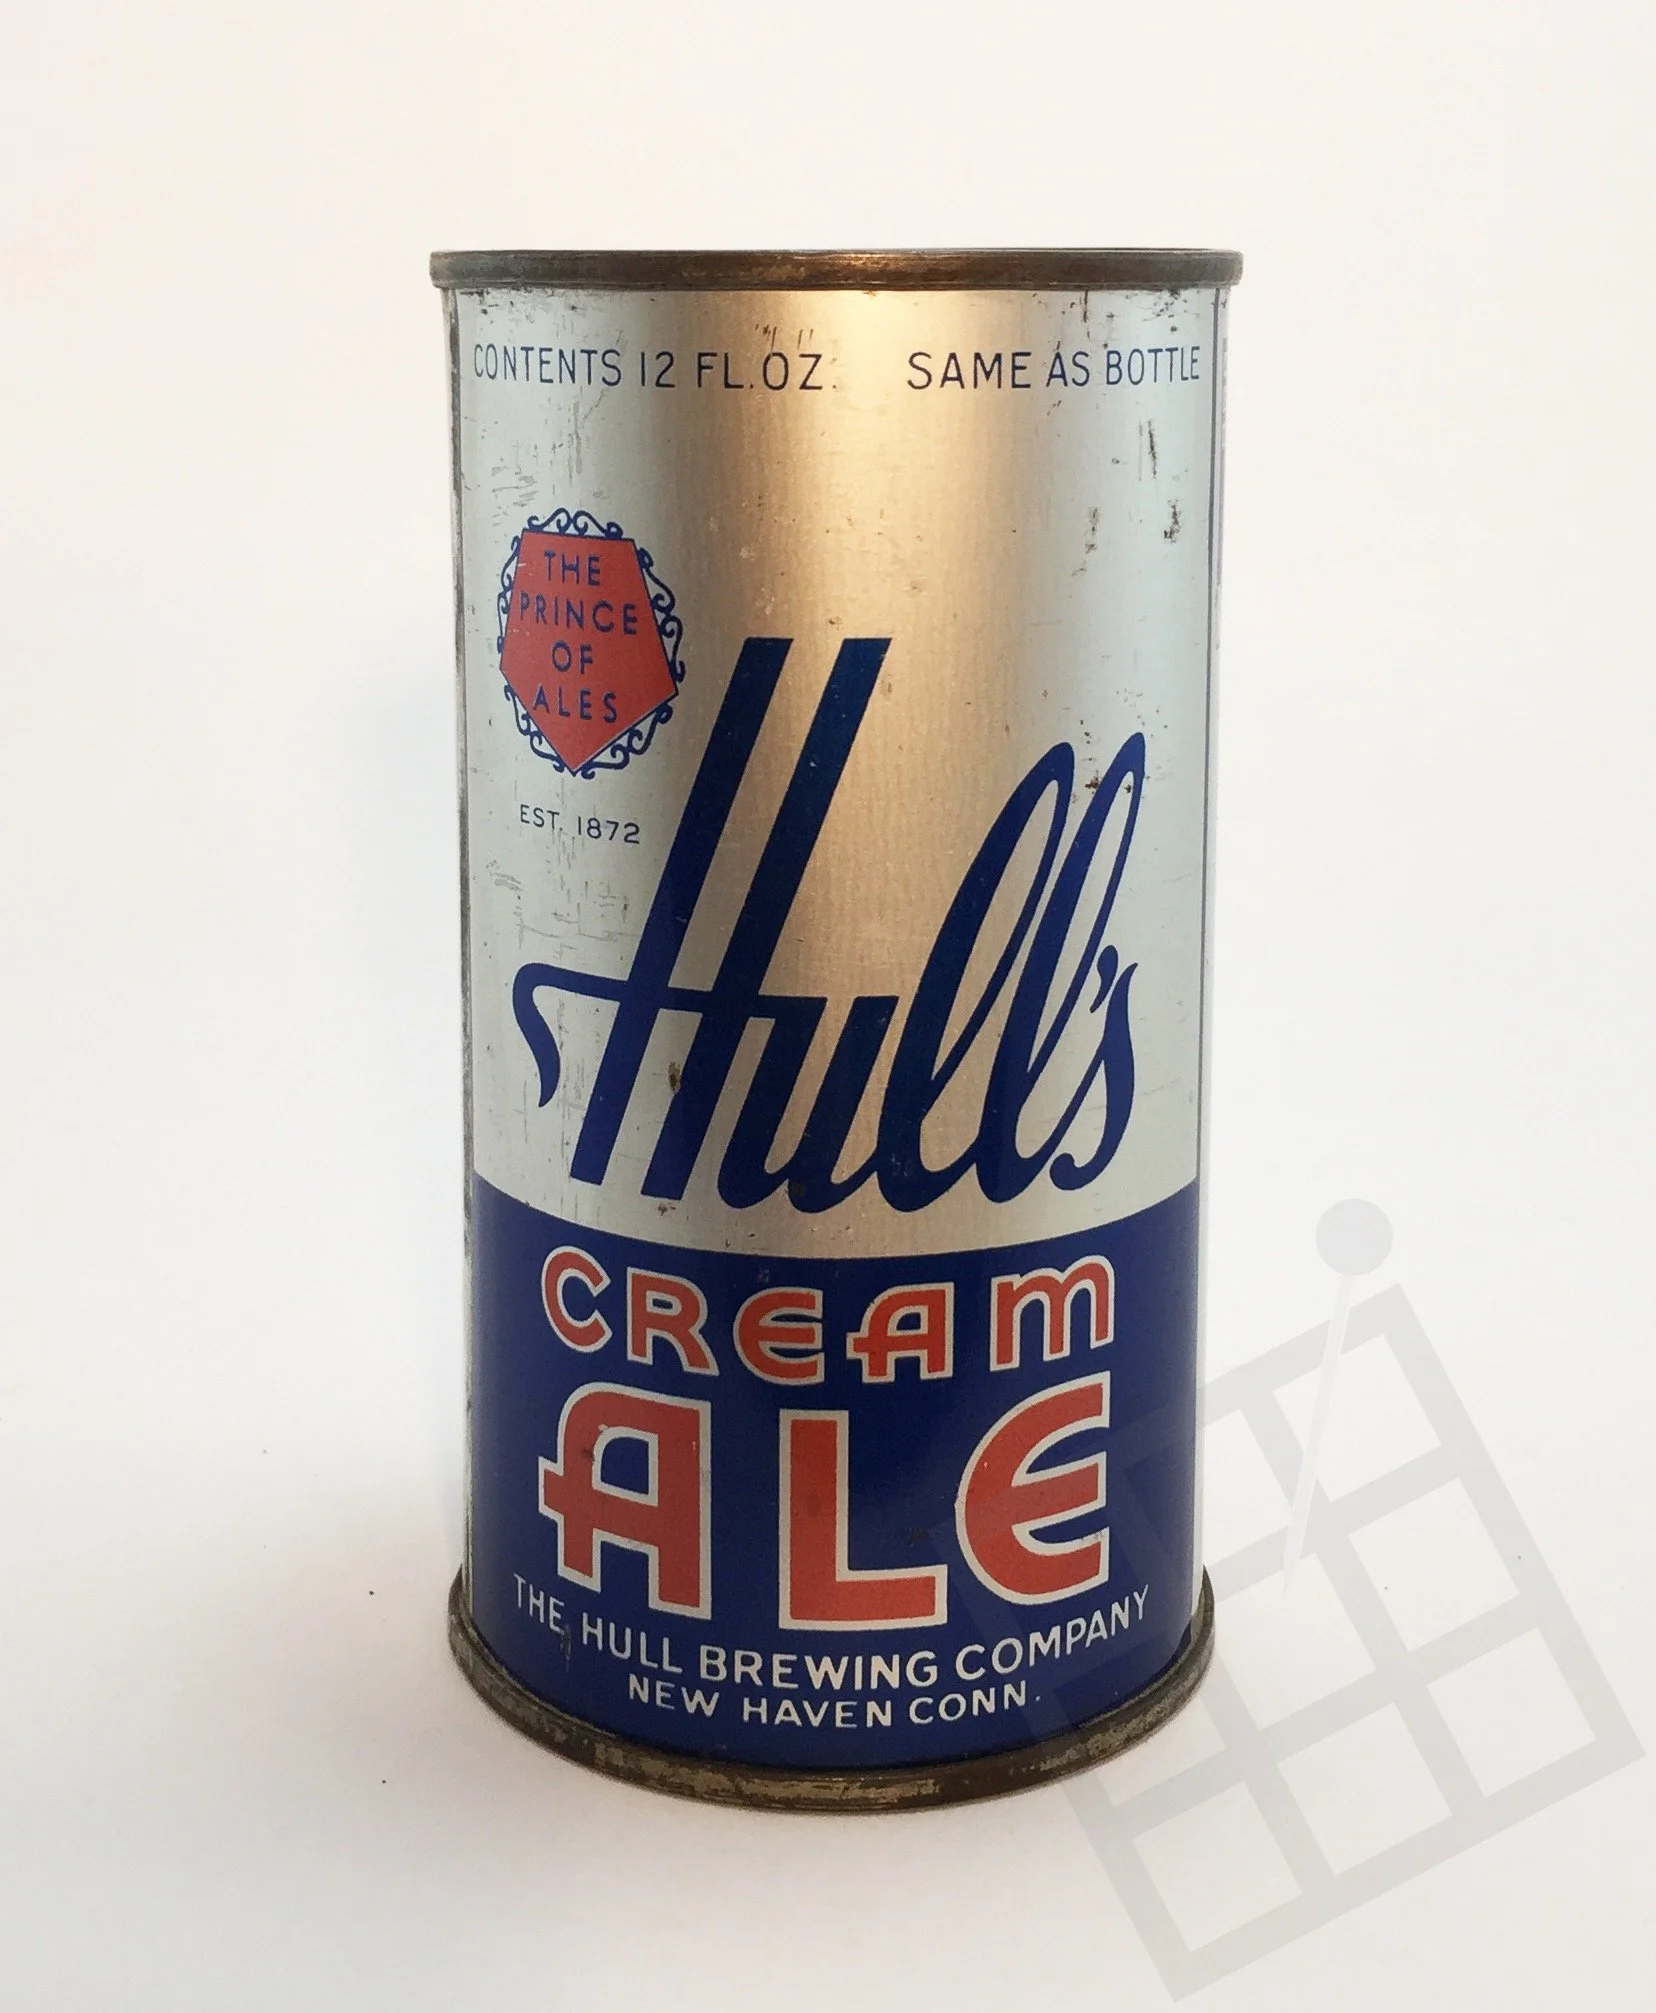 CONTENTS 12 FL.OZ. SAME AS BOTTLE
THE
PRINCE
OF
ALES
EST. 1872
Hull's
CREAM
ALE
THE HULL BREWING COMPANY
NEW HAVEN CONN.